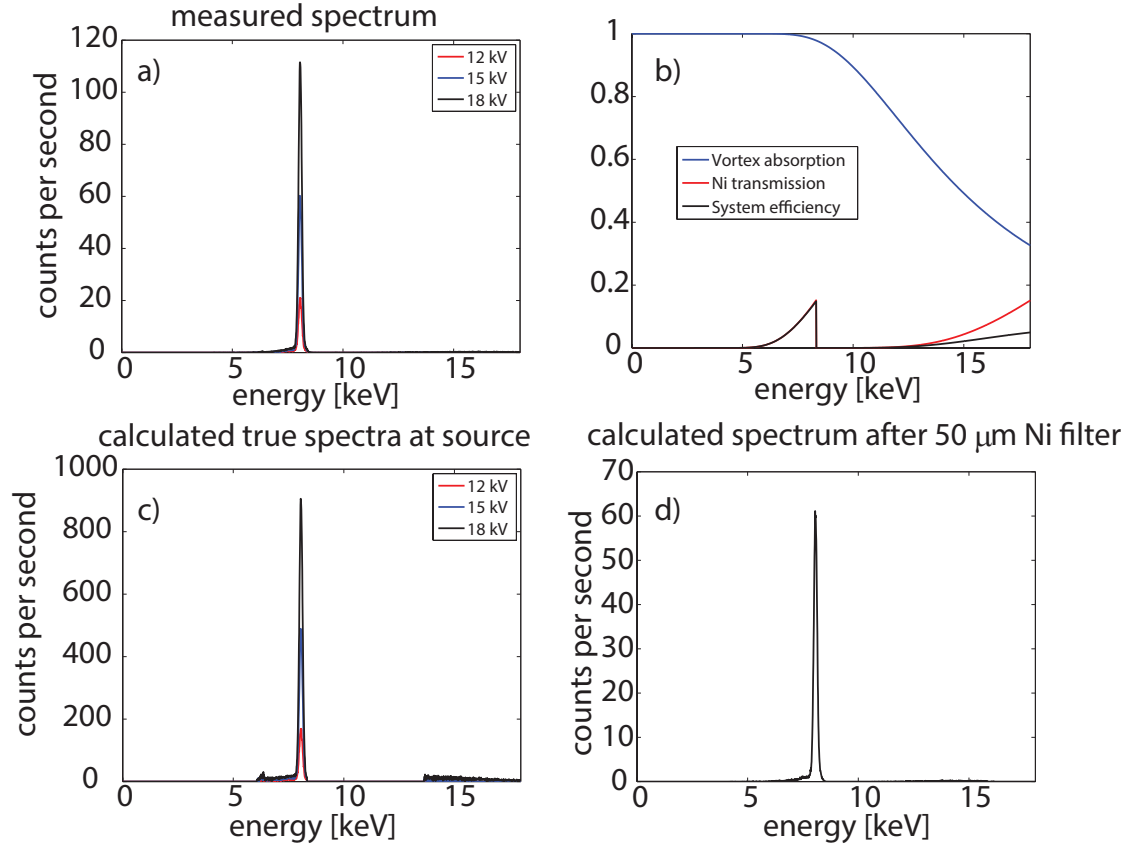 measured spectrum
a)
120
100
80
60
40
20
0
counts per second
12 kV
15 kV
18 kV
0 5 10 15
energy [keV]
b)
1
0.8
0.6
0.4
0.2
0
Vortex absorption
Ni transmission
System efficiency
0 5 10 15
energy [keV]
calculated true spectra at source
c)
1000
800
600
400
200
0
counts per second
12 kV
15 kV
18 kV
0 5 10 15
energy [keV]
calculated spectrum after 50 μm Ni filter
d)
70
60
50
40
30
20
10
0
counts per second
0 5 10 15
energy [keV]